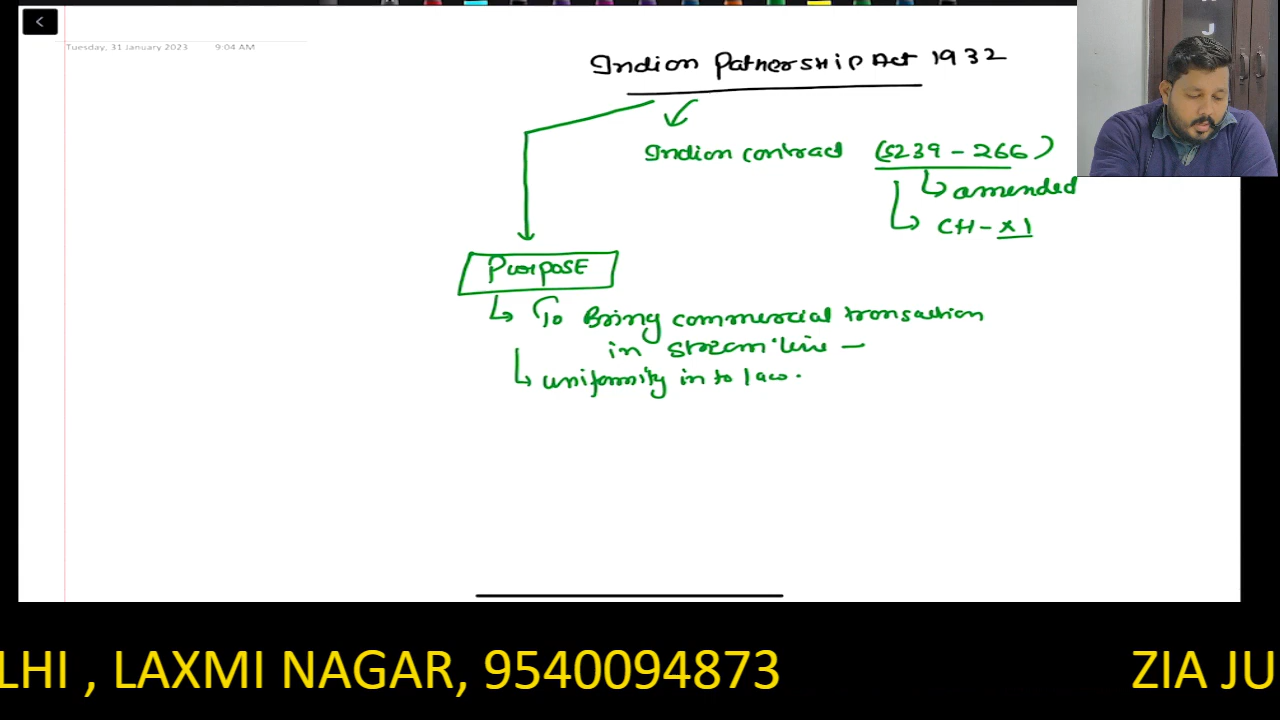 Tuesday, 31 January 2023 9:04 AM
J
Indian Patnership Act 1932
Indian contract (S239 - 266)
amended
CH - XI
PurposE
To Bring commercial transaction
in streamline -
uniformity in to law.
LHI , LAXMI NAGAR, 9540094873 ZIA JU